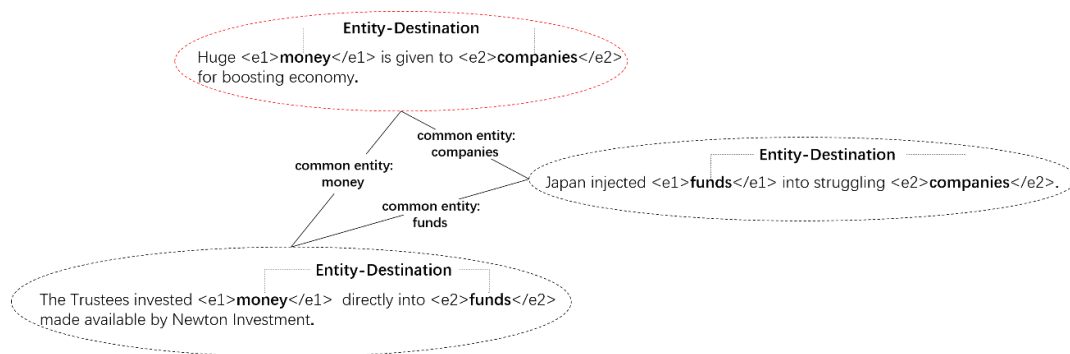 Entity-Destination
Huge <e1>money</e1> is given to <e2>companies</e2>
for boosting economy.
common entity:
companies
common entity:
money
Entity-Destination
Japan injected <e1>funds</e1> into struggling <e2>companies</e2>.
common entity:
funds
Entity-Destination
The Trustees invested <e1>money</e1> directly into <e2>funds</e2>
made available by Newton Investment.